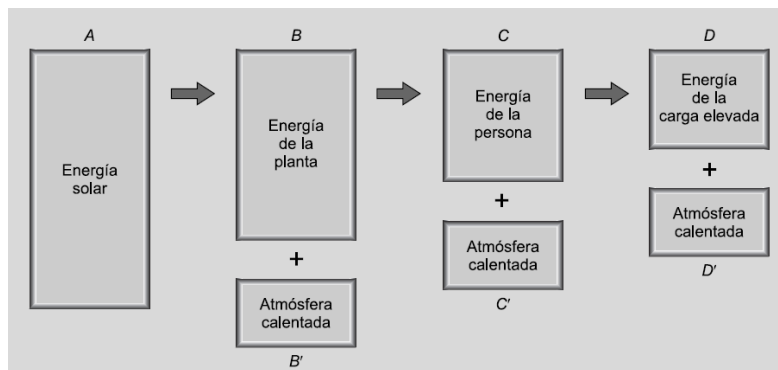 A
B
C
D
Energía
solar
Energía
de la
planta
Energía
de la
persona
Energía
de la
carga elevada
+
+
+
Atmósfera
calentada
Atmósfera
calentada
Atmósfera
calentada
B′
C′
D′